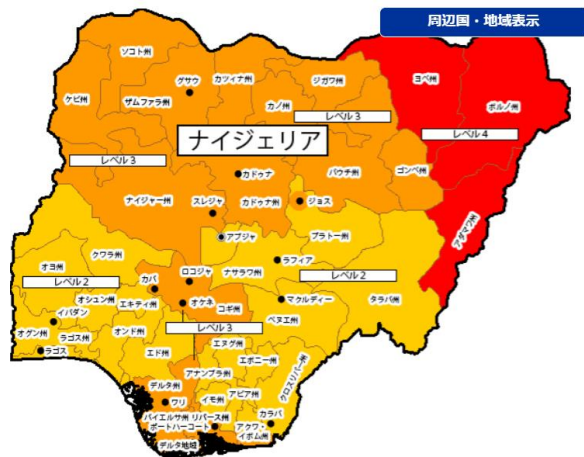 周辺国・地域表示
ソコト州
グサウ
カツィナ州
ジガワ州
ヨベ州
ケビ州
ザムファラ州
カノ州
ボルノ州
レベル3
レベル4
ナイジェリア
レベル3
カドゥナ
バウチ州
ゴンベ州
ナイジャー州
スレジャ
カドゥナ州
ジョス
アダマワ州
アブジャ
プラトー州
クワラ州
オヨ州
ロコジャ
ナサラワ州
ラフィア
レベル2
カバ
レベル2
オシュン州
エキティ州
オケネ
コギ州
マクルディー
タラバ州
イバダン
ベヌエ州
オグン州
ラゴス州
オンド州
レベル3
エヌグ州
ラゴス
エド州
エボニー州
アナンブラ州
クロスリバー州
デルタ州
ワリ
イモ州
アビア州
バイエルサ州
リバース州
カラバ
ポートハーコート
アクワ・
イボム州
デルタ地域